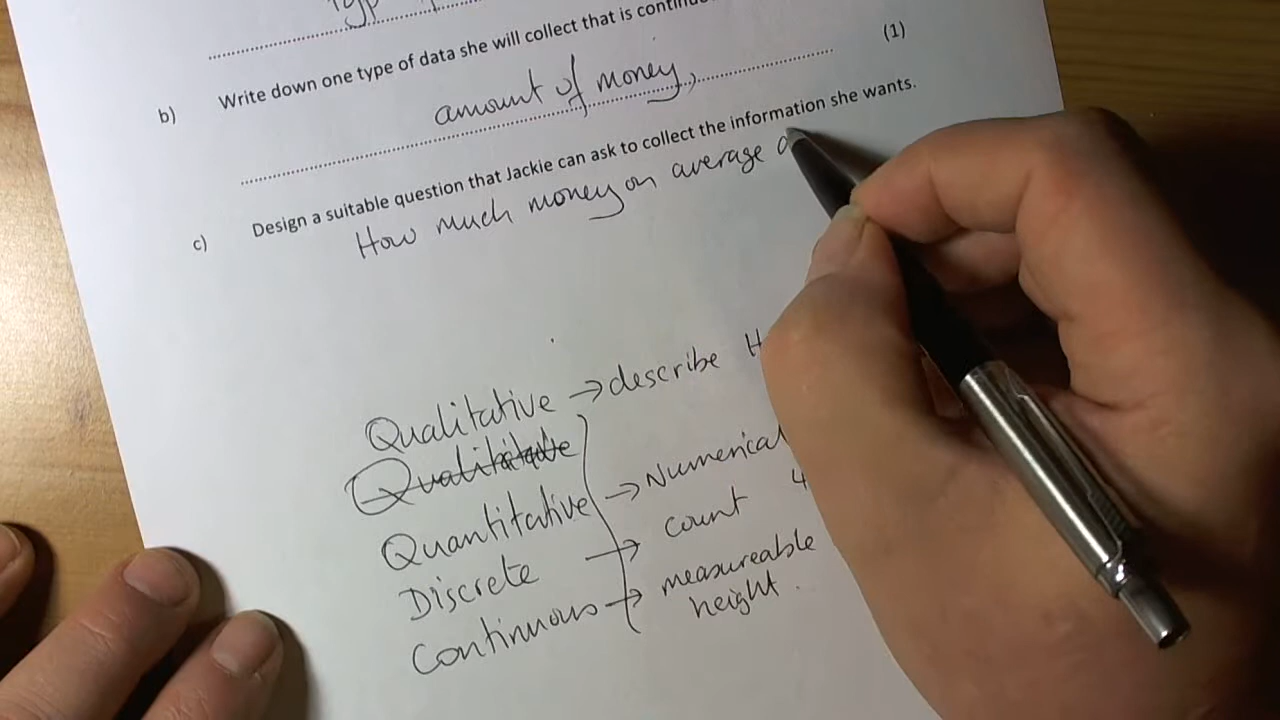 b) Write down one type of data she will collect that is
amount of money,
(1)
c) Design a suitable question that Jackie can ask to collect the information she wants.
How much money on average
Qualitative → describe
Quantitative → Numerical
Discrete → count
Continuous → measureable
height.